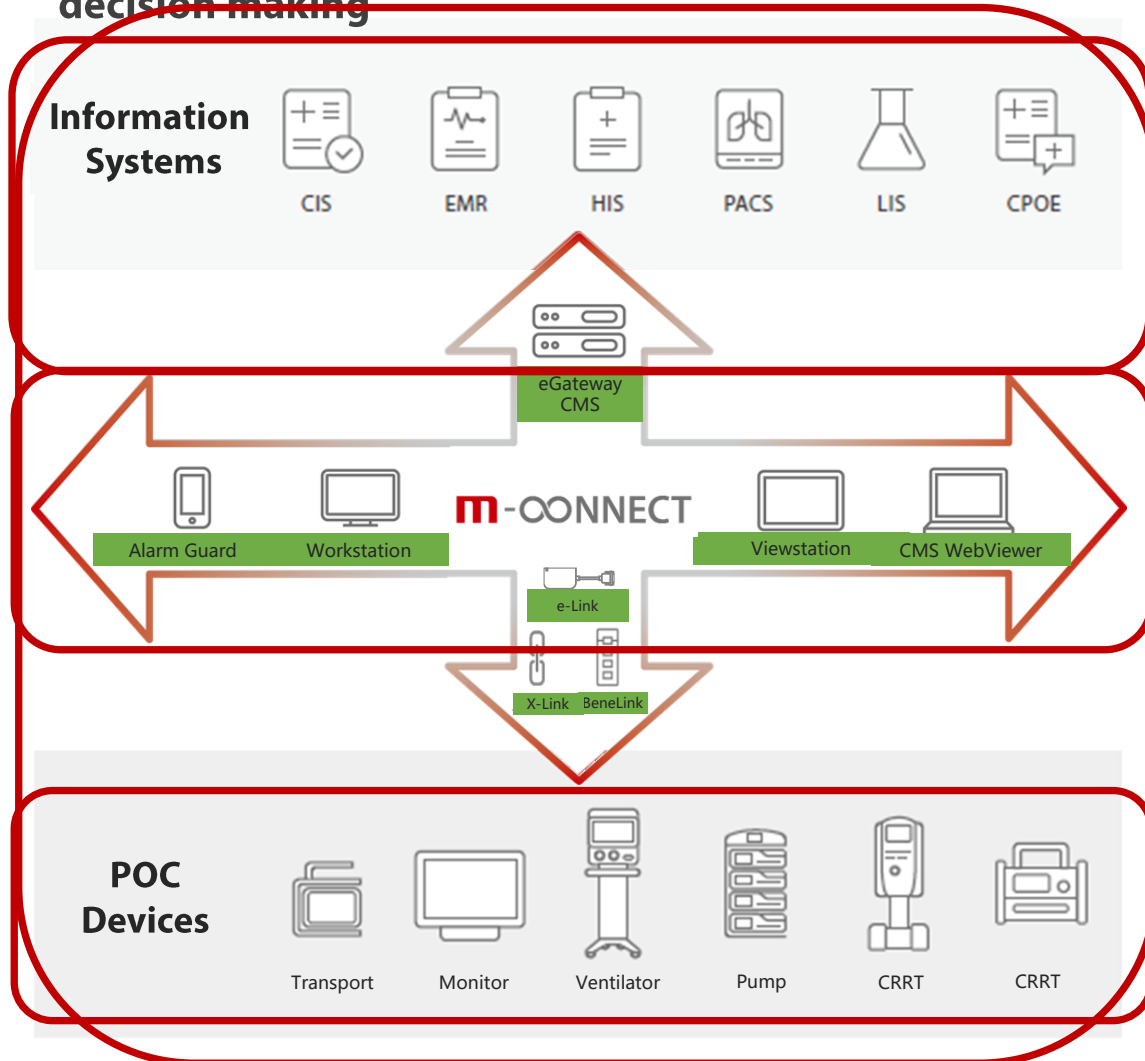 decision making
Information
Systems
CIS EMR HIS PACS LIS CPOE
eGateway
CMS
m-CONNECT
Alarm Guard Workstation Viewstation CMS WebViewer
e-Link
X-Link BeneLink
POC
Devices
Transport Monitor Ventilator Pump CRRT CRRT